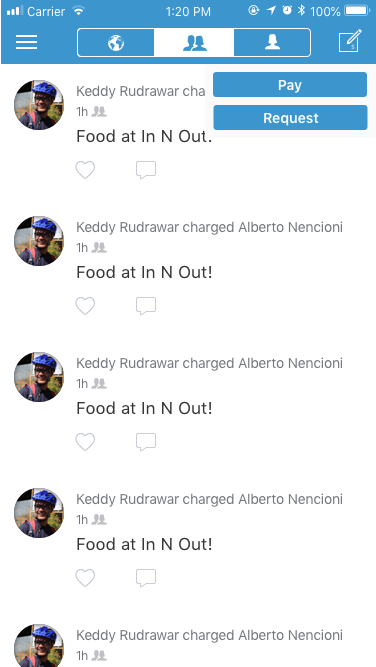 Carrier 1:20 PM 100%
Pay
Request
Keddy Rudrawar cha
1h
Food at In N Out!
Keddy Rudrawar charged Alberto Nencioni
1h
Food at In N Out!
Keddy Rudrawar charged Alberto Nencioni
1h
Food at In N Out!
Keddy Rudrawar charged Alberto Nencioni
1h
Food at In N Out!
Keddy Rudrawar charged Alberto Nencioni
1h